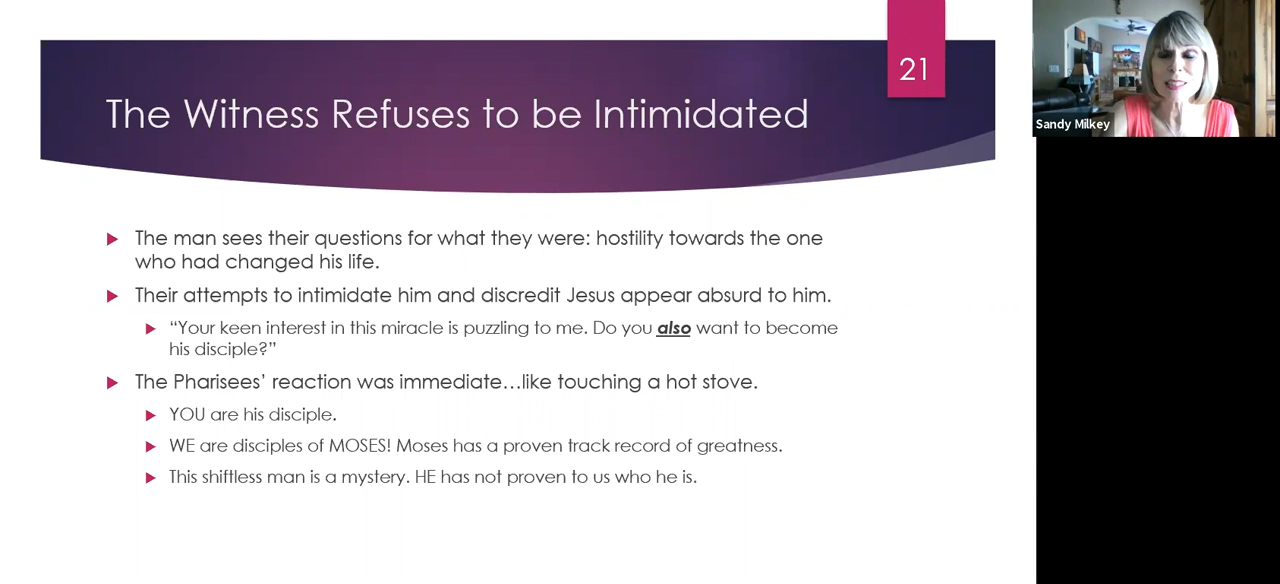 21
The Witness Refuses to be Intimidated
The man sees their questions for what they were: hostility towards the one
who had changed his life.
Their attempts to intimidate him and discredit Jesus appear absurd to him.
“Your keen interest in this miracle is puzzling to me. Do you also want to become
his disciple?”
The Pharisees’ reaction was immediate…like touching a hot stove.
YOU are his disciple.
WE are disciples of MOSES! Moses has a proven track record of greatness.
This shiftless man is a mystery. HE has not proven to us who he is.
Sandy Milkey